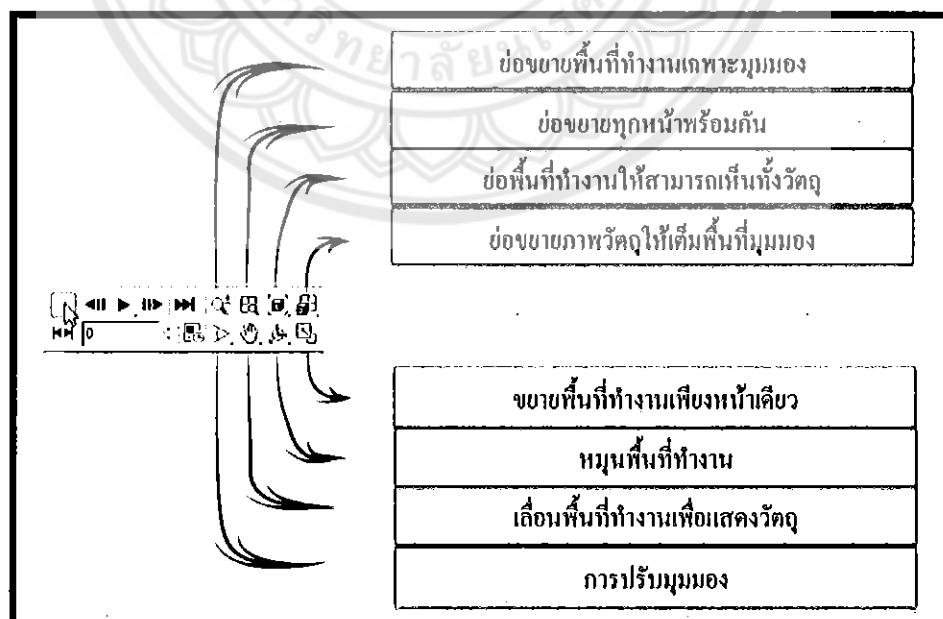 ย่อขยายพื้นที่ทำงานเฉพาะมุมมอง
ย่อขยายทุกหน้าพร้อมกัน
ย่อพื้นที่ทำงานให้สามารถเห็นทั้งวัตถุ
ย่อขยายภาพวัตถุให้เต็มพื้นที่มุมมอง
0
ขยายพื้นที่ทำงานเพียงหน้าเดียว
หมุนพื้นที่ทำงาน
เลื่อนพื้นที่ทำงานเพื่อแสดงวัตถุ
การปรับมุมมอง